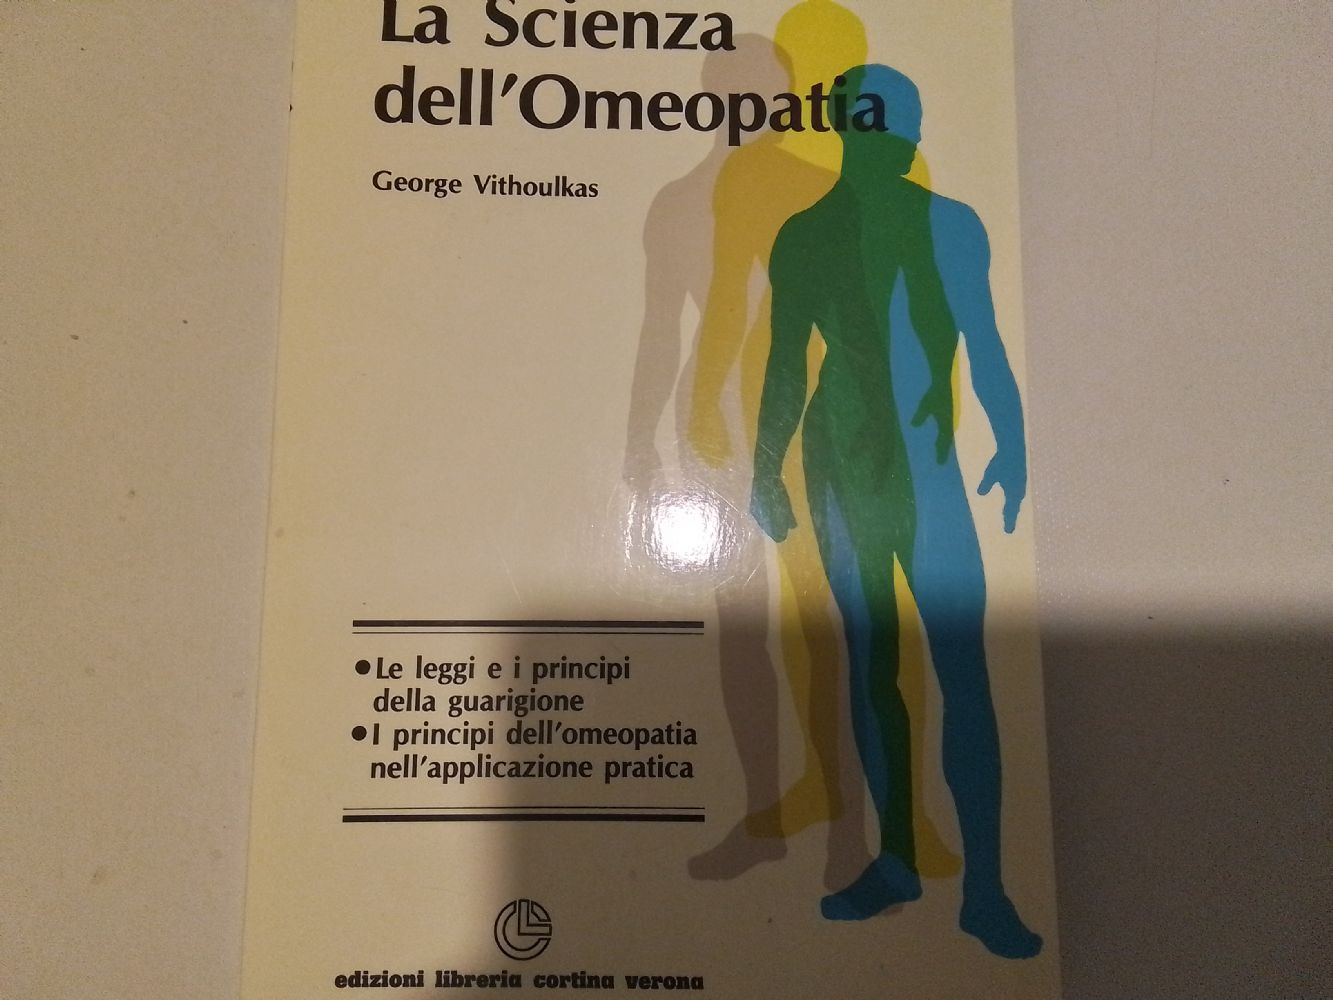 La Scienza
dell'Omeopatia
George Vithoulkas
•Le leggi e i principi
della guarigione
•I principi dell'omeopatia
nell'applicazione pratica
edizioni libreria cortina verona